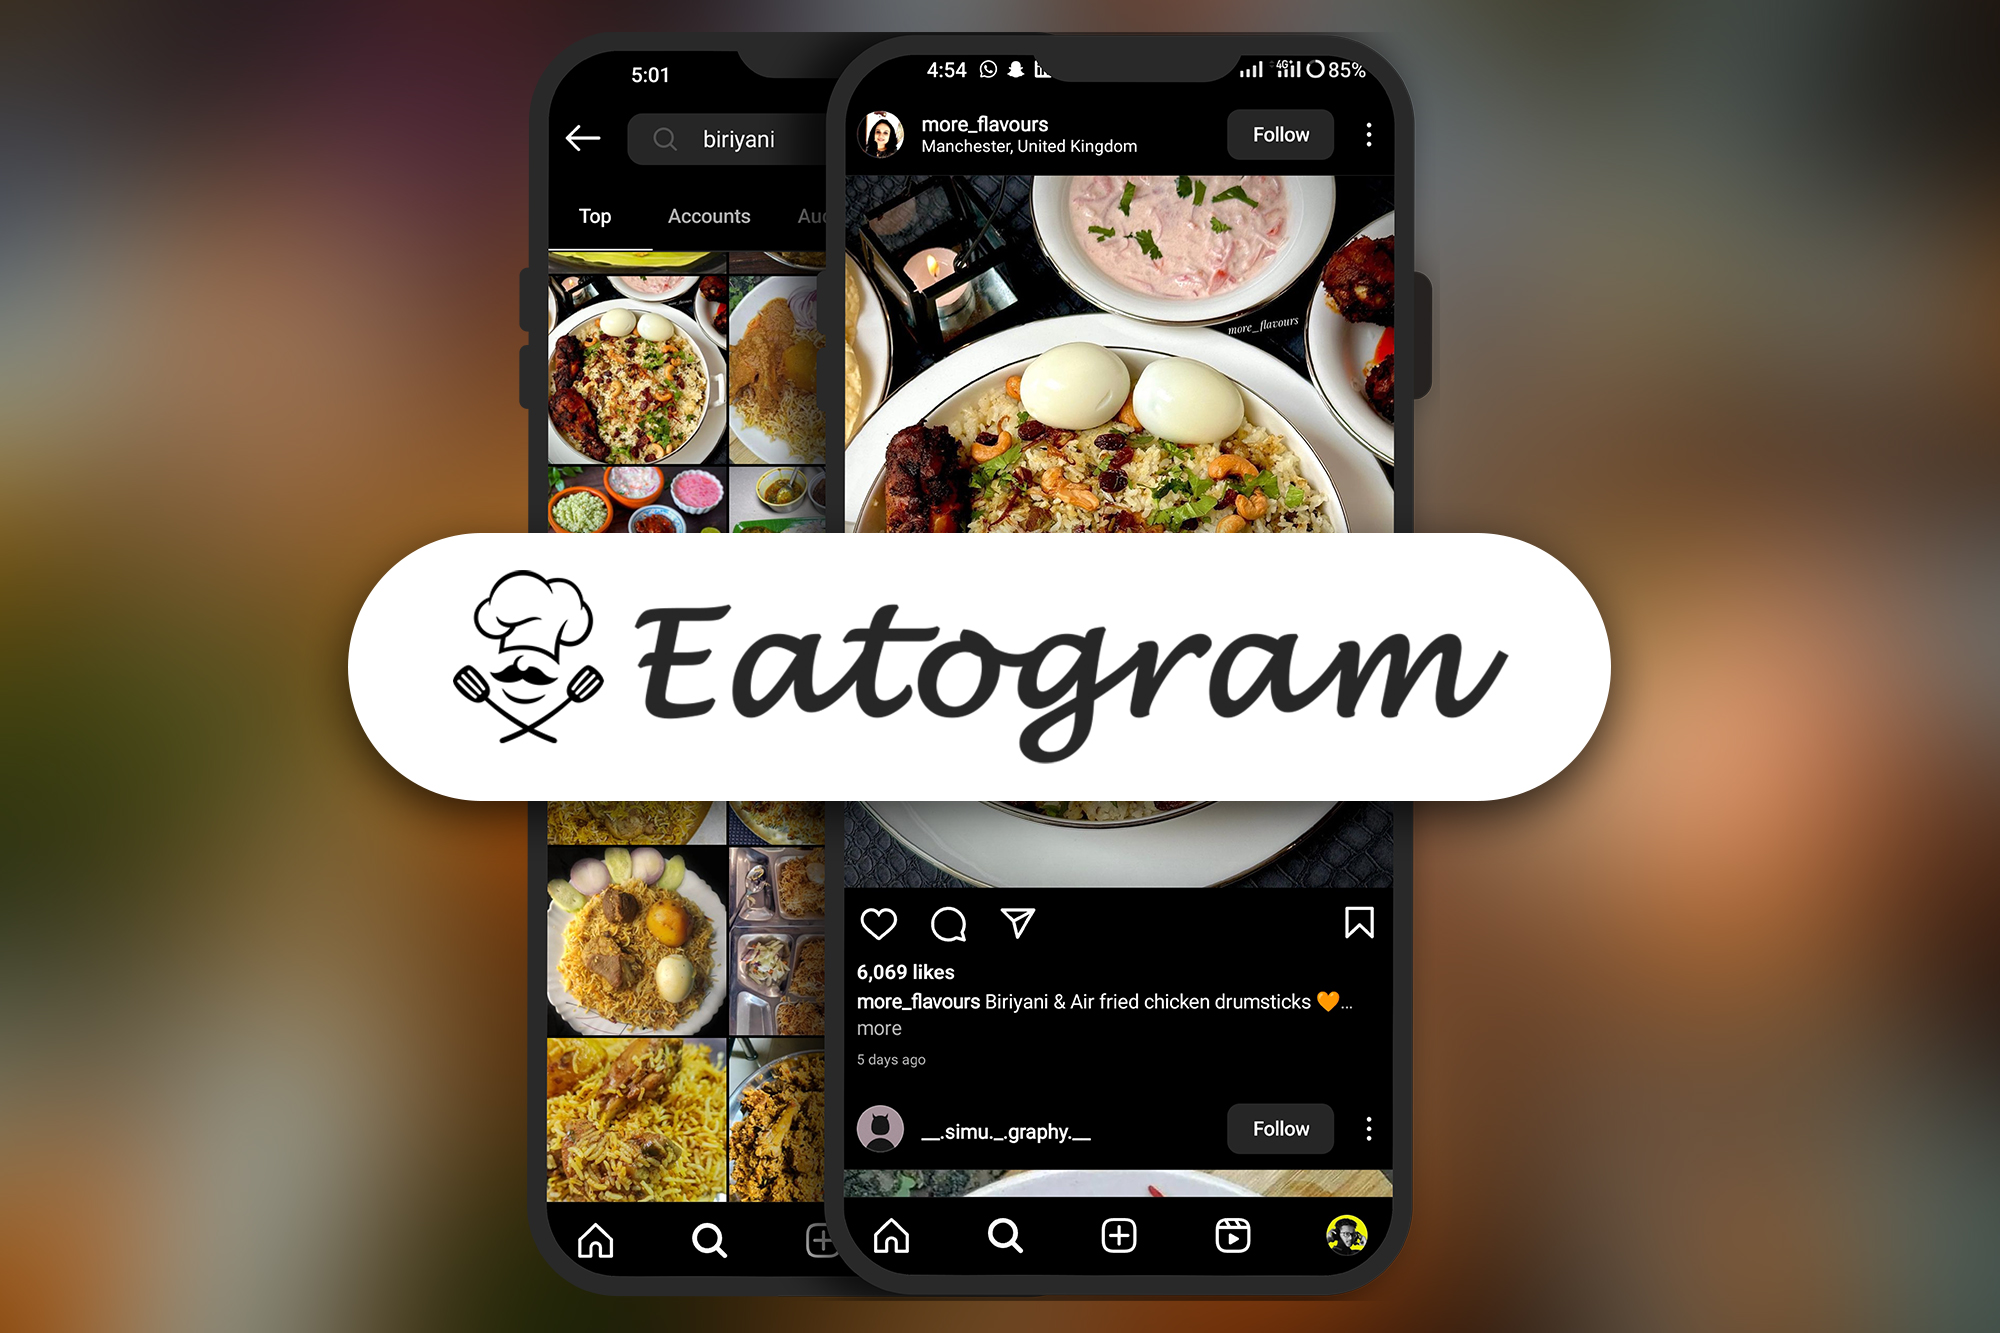 5:01
biriyani
Top Accounts
4:54 4G+ 85%
more_flavours
Manchester, United Kingdom
Follow
more_flavours
Eatogram
6,069 likes
more_flavours Biriyani & Air fried chicken drumsticks 🧡...
more
5 days ago
__.simu._.graphy.__
Follow